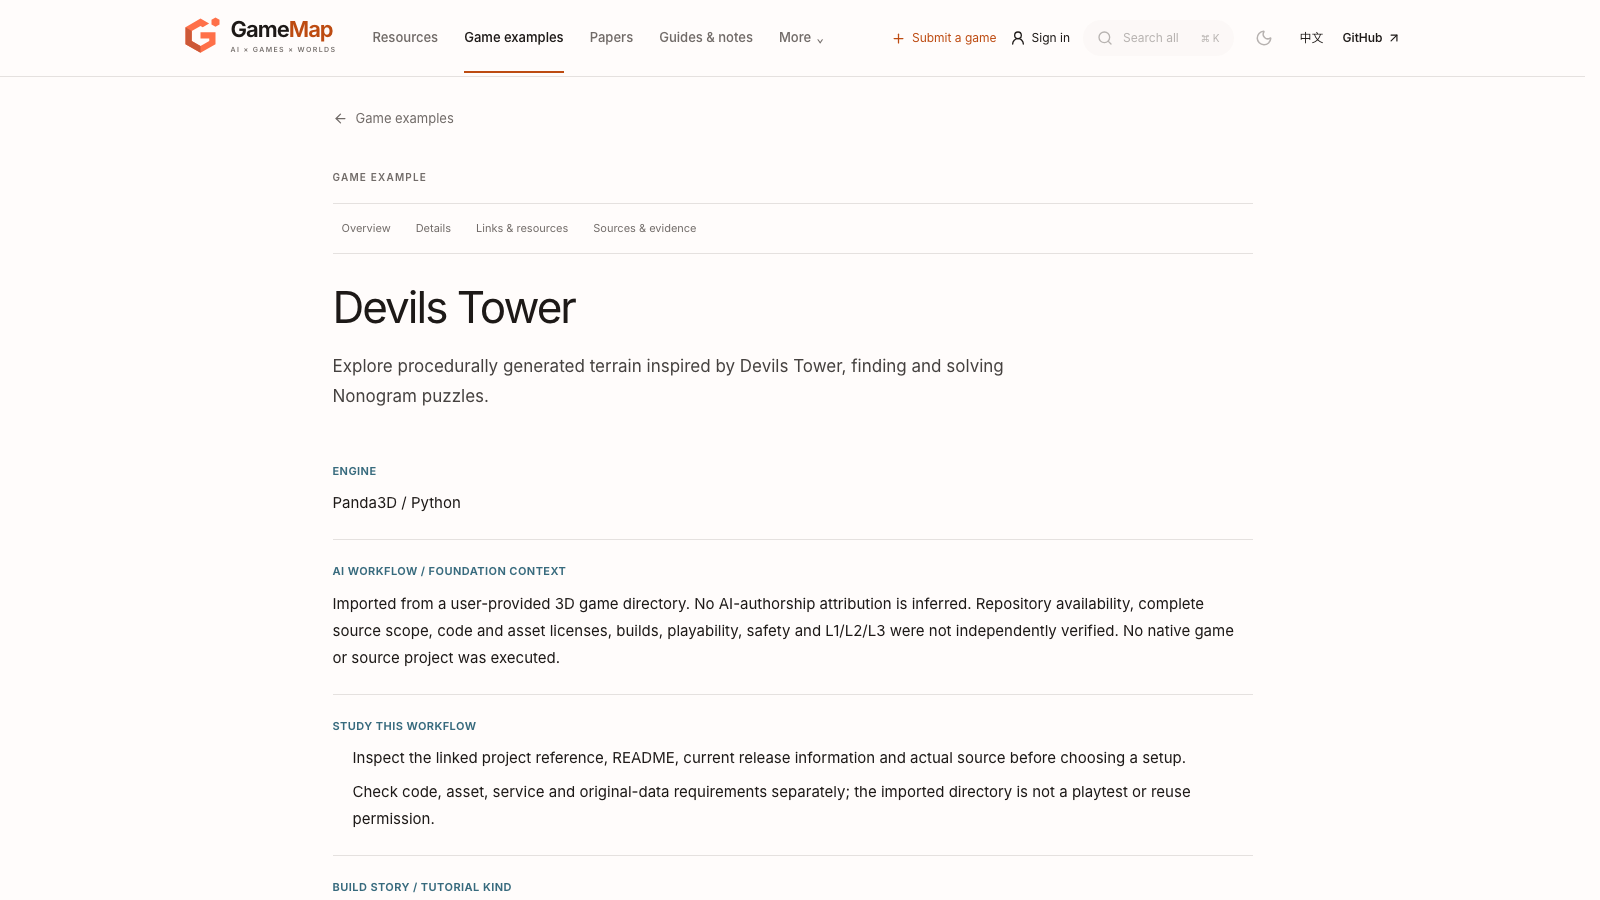 GameMap
AI × GAMES × WORLDS
Resources
Game examples
Papers
Guides & notes
More
Submit a game
Sign in
Search all
⌘ K
中文
GitHub
Game examples
GAME EXAMPLE
Overview
Details
Links & resources
Sources & evidence
Devils Tower
Explore procedurally generated terrain inspired by Devils Tower, finding and solving
Nonogram puzzles.
ENGINE
Panda3D / Python
AI WORKFLOW / FOUNDATION CONTEXT
Imported from a user-provided 3D game directory. No AI-authorship attribution is inferred. Repository availability, complete
source scope, code and asset licenses, builds, playability, safety and L1/L2/L3 were not independently verified. No native game
or source project was executed.
STUDY THIS WORKFLOW
Inspect the linked project reference, README, current release information and actual source before choosing a setup.
Check code, asset, service and original-data requirements separately; the imported directory is not a playtest or reuse
permission.
BUILD STORY / TUTORIAL KIND